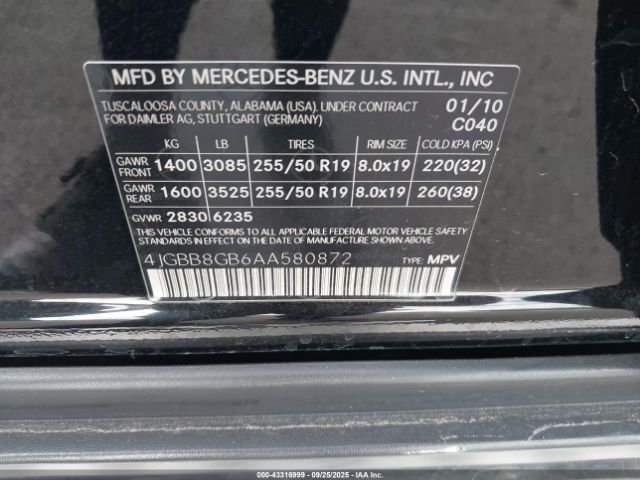 MFD BY MERCEDES-BENZ U.S. INTL., INC
TUSCALOOSA COUNTY, ALABAMA (USA). UNDER CONTRACT 01/10
FOR DAIMLER AG, STUTTGART (GERMANY) C040
KG LB TIRES RIM SIZE COLD KPA (PSI)
GAWR FRONT 1400 3085 255/50 R19 8.0x19 220(32)
GAWR REAR 1600 3525 255/50 R19 8.0x19 260(38)
GVWR 2830 6235
THIS VEHICLE CONFORMS TO ALL APPLICABLE FEDERAL MOTOR VEHICLE SAFETY
STANDARDS IN EFFECT ON THE DATE OF MANUFACTURE SHOWN ABOVE.
4JGBB8GB6AA580872 TYPE: MPV
000-43316999 - 09/25/2025 - IAA Inc.